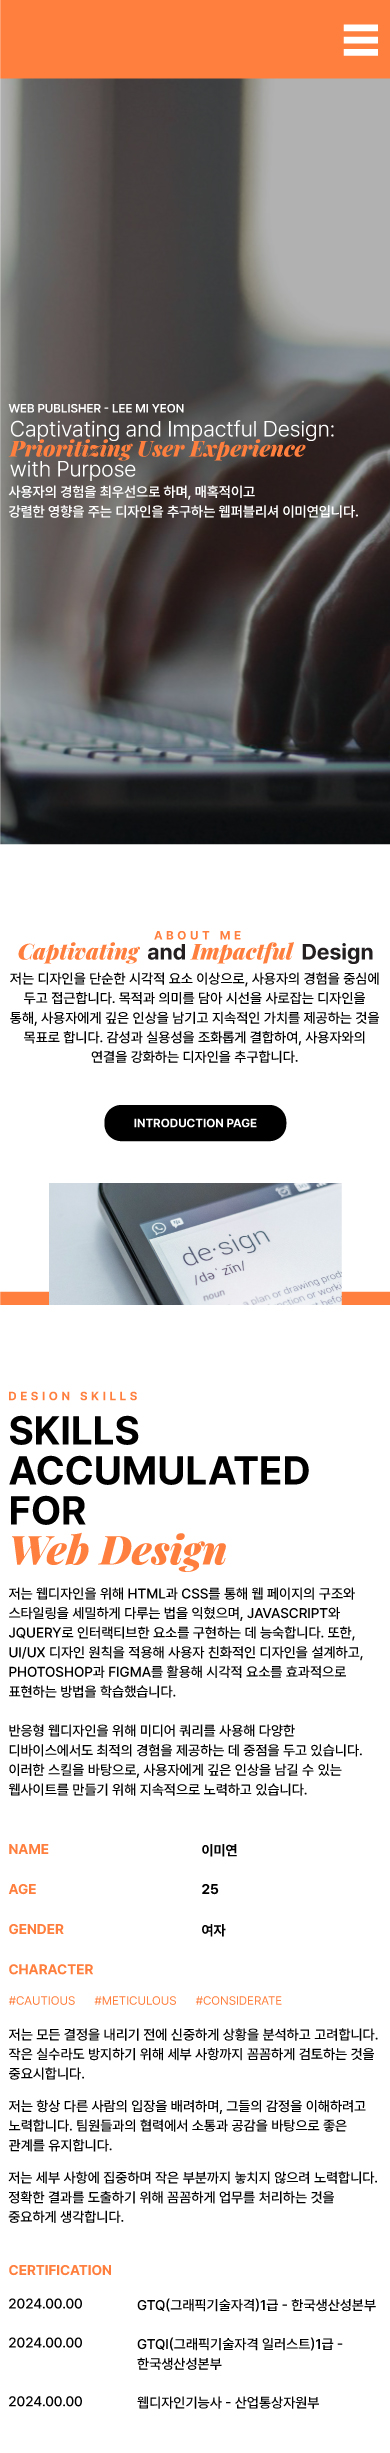 WEB PUBLISHER - LEE MI YEON
Captivating and Impactful Design:
Prioritizing User Experience
with Purpose
사용자의 경험을 최우선으로 하며, 매혹적이고
강렬한 영향을 주는 디자인을 추구하는 웹퍼블리셔 이미연입니다.
ABOUT ME
Captivating and Impactful Design
저는 디자인을 단순한 시각적 요소 이상으로, 사용자의 경험을 중심에
두고 접근합니다. 목적과 의미를 담아 시선을 사로잡는 디자인을
통해, 사용자에게 깊은 인상을 남기고 지속적인 가치를 제공하는 것을
목표로 합니다. 감성과 실용성을 조화롭게 결합하여, 사용자와의
연결을 강화하는 디자인을 추구합니다.
INTRODUCTION PAGE
de·sign
/dəˈzīn/
noun
a plan or drawing prod
DESIGN SKILLS
SKILLS
ACCUMULATED
FOR
Web Design
저는 웹디자인을 위해 HTML과 CSS를 통해 웹 페이지의 구조와
스타일링을 세밀하게 다루는 법을 익혔으며, JAVASCRIPT와
JQUERY로 인터랙티브한 요소를 구현하는 데 능숙합니다. 또한,
UI/UX 디자인 원칙을 적용해 사용자 친화적인 디자인을 설계하고,
PHOTOSHOP과 FIGMA를 활용해 시각적 요소를 효과적으로
표현하는 방법을 학습했습니다.
반응형 웹디자인을 위해 미디어 쿼리를 사용해 다양한
디바이스에서도 최적의 경험을 제공하는 데 중점을 두고 있습니다.
이러한 스킬을 바탕으로, 사용자에게 깊은 인상을 남길 수 있는
웹사이트를 만들기 위해 지속적으로 노력하고 있습니다.
NAME 이미연
AGE 25
GENDER 여자
CHARACTER
#CAUTIOUS #METICULOUS #CONSIDERATE
저는 모든 결정을 내리기 전에 신중하게 상황을 분석하고 고려합니다.
작은 실수라도 방지하기 위해 세부 사항까지 꼼꼼하게 검토하는 것을
중요시합니다.
저는 항상 다른 사람의 입장을 배려하며, 그들의 감정을 이해하려고
노력합니다. 팀원들과의 협력에서 소통과 공감을 바탕으로 좋은
관계를 유지합니다.
저는 세부 사항에 집중하며 작은 부분까지 놓치지 않으려 노력합니다.
정확한 결과를 도출하기 위해 꼼꼼하게 업무를 처리하는 것을
중요하게 생각합니다.
CERTIFICATION
2024.00.00 GTQ(그래픽기술자격)1급 - 한국생산성본부
2024.00.00 GTQI(그래픽기술자격 일러스트)1급 -
한국생산성본부
2024.00.00 웹디자인기능사 - 산업통상자원부